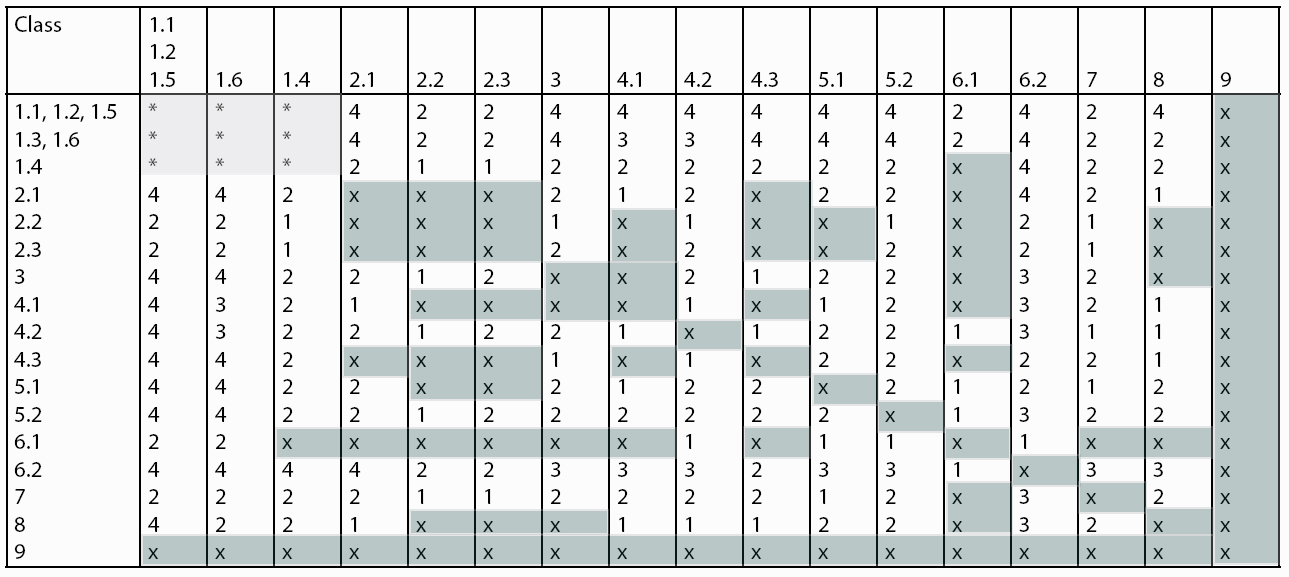 Class 1.1
1.2
1.5 1.6 1.4 2.1 2.2 2.3 3 4.1 4.2 4.3 5.1 5.2 6.1 6.2 7 8 9
1.1, 1.2, 1.5 * * * 4 2 2 4 4 4 4 4 4 2 4 2 4 x
1.3, 1.6 * * * 4 2 2 4 3 3 4 4 4 2 4 2 2 x
1.4 * * * 2 1 1 2 2 2 2 2 2 x 4 2 2 x
2.1 4 4 2 x x x 2 1 2 x 2 2 x 4 2 1 x
2.2 2 2 1 x x x 1 x 1 x x 1 x 2 1 x x
2.3 2 2 1 x x x 2 x 2 x x 2 x 2 1 x x
3 4 4 2 2 1 2 x x 2 1 2 2 x 3 2 x x
4.1 4 3 2 1 x x x x 1 x 1 2 x 3 2 1 x
4.2 4 3 2 2 1 2 2 1 x 1 2 2 1 3 1 1 x
4.3 4 4 2 x x x 1 x 1 x 2 2 x 2 2 1 x
5.1 4 4 2 2 x x 2 1 2 2 x 2 1 2 1 2 x
5.2 4 4 2 2 1 2 2 2 2 2 2 x 1 3 2 2 x
6.1 2 2 x x x x x x 1 x 1 1 x 1 x x x
6.2 4 4 4 4 2 2 3 3 3 2 3 3 1 x 3 3 x
7 2 2 2 2 1 1 2 2 2 2 1 2 x 3 x 2 x
8 4 2 2 1 x x x 1 1 1 2 2 x 3 2 x x
9 x x x x x x x x x x x x x x x x x